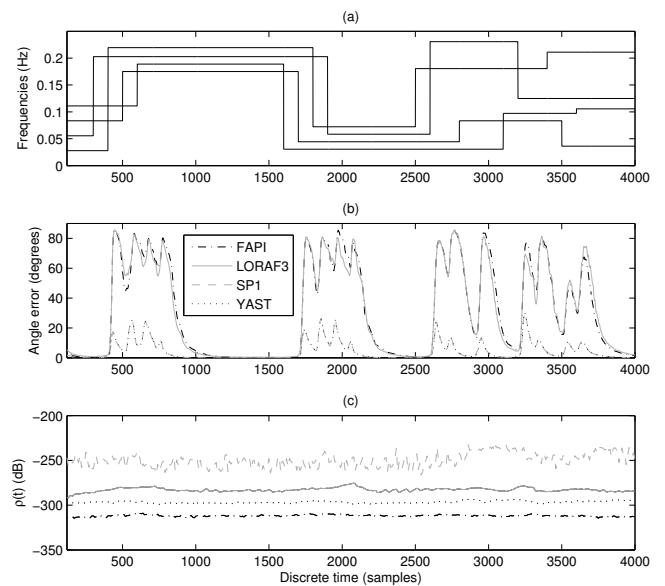 (a)
Frequencies (Hz)
0.2
0.15
0.1
0.05
0
500 1000 1500 2000 2500 3000 3500 4000
(b)
Angle error (degrees)
80
60
40
20
0
FAPI
LORAF3
SP1
YAST
500 1000 1500 2000 2500 3000 3500 4000
(c)
ρ(t) (dB)
−200
−250
−300
−350
500 1000 1500 2000 2500 3000 3500 4000
Discrete time (samples)